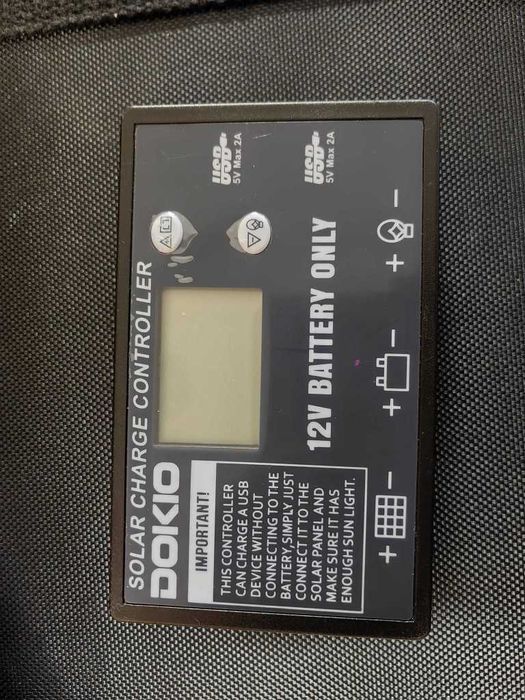 SOLAR CHARGE CONTROLLER
DOKIO
IMPORTANT!
THIS CONTROLLER
CAN CHARGE A USB
DEVICE WITHOUT
CONNECTING TO THE
BATTERY,SIMPLY JUST
CONNECT IT TO THE
SOLAR PANEL AND
MAKE SURE IT HAS
ENOUGH SUN LIGHT.
12V BATTERY ONLY
USB
5V Max 2A
USB
5V Max 2A
+ -
+ -
+ -